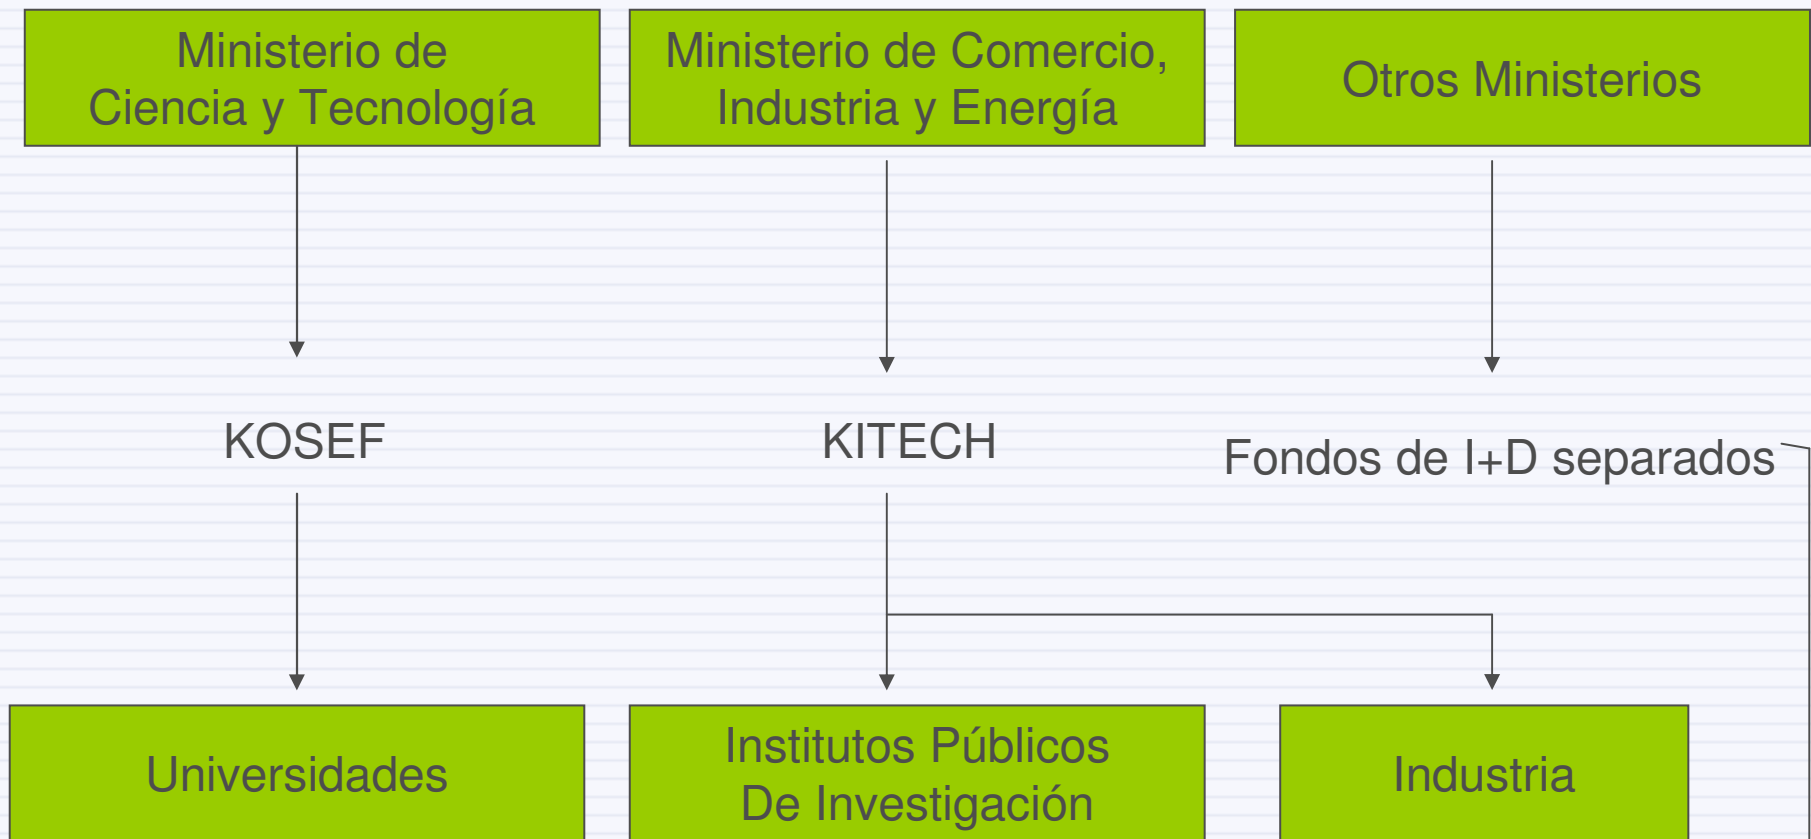 Ministerio de
Ciencia y Tecnología
Ministerio de Comercio,
Industria y Energía
Otros Ministerios
KOSEF
KITECH
Fondos de I+D separados
Universidades
Institutos Públicos
De Investigación
Industria